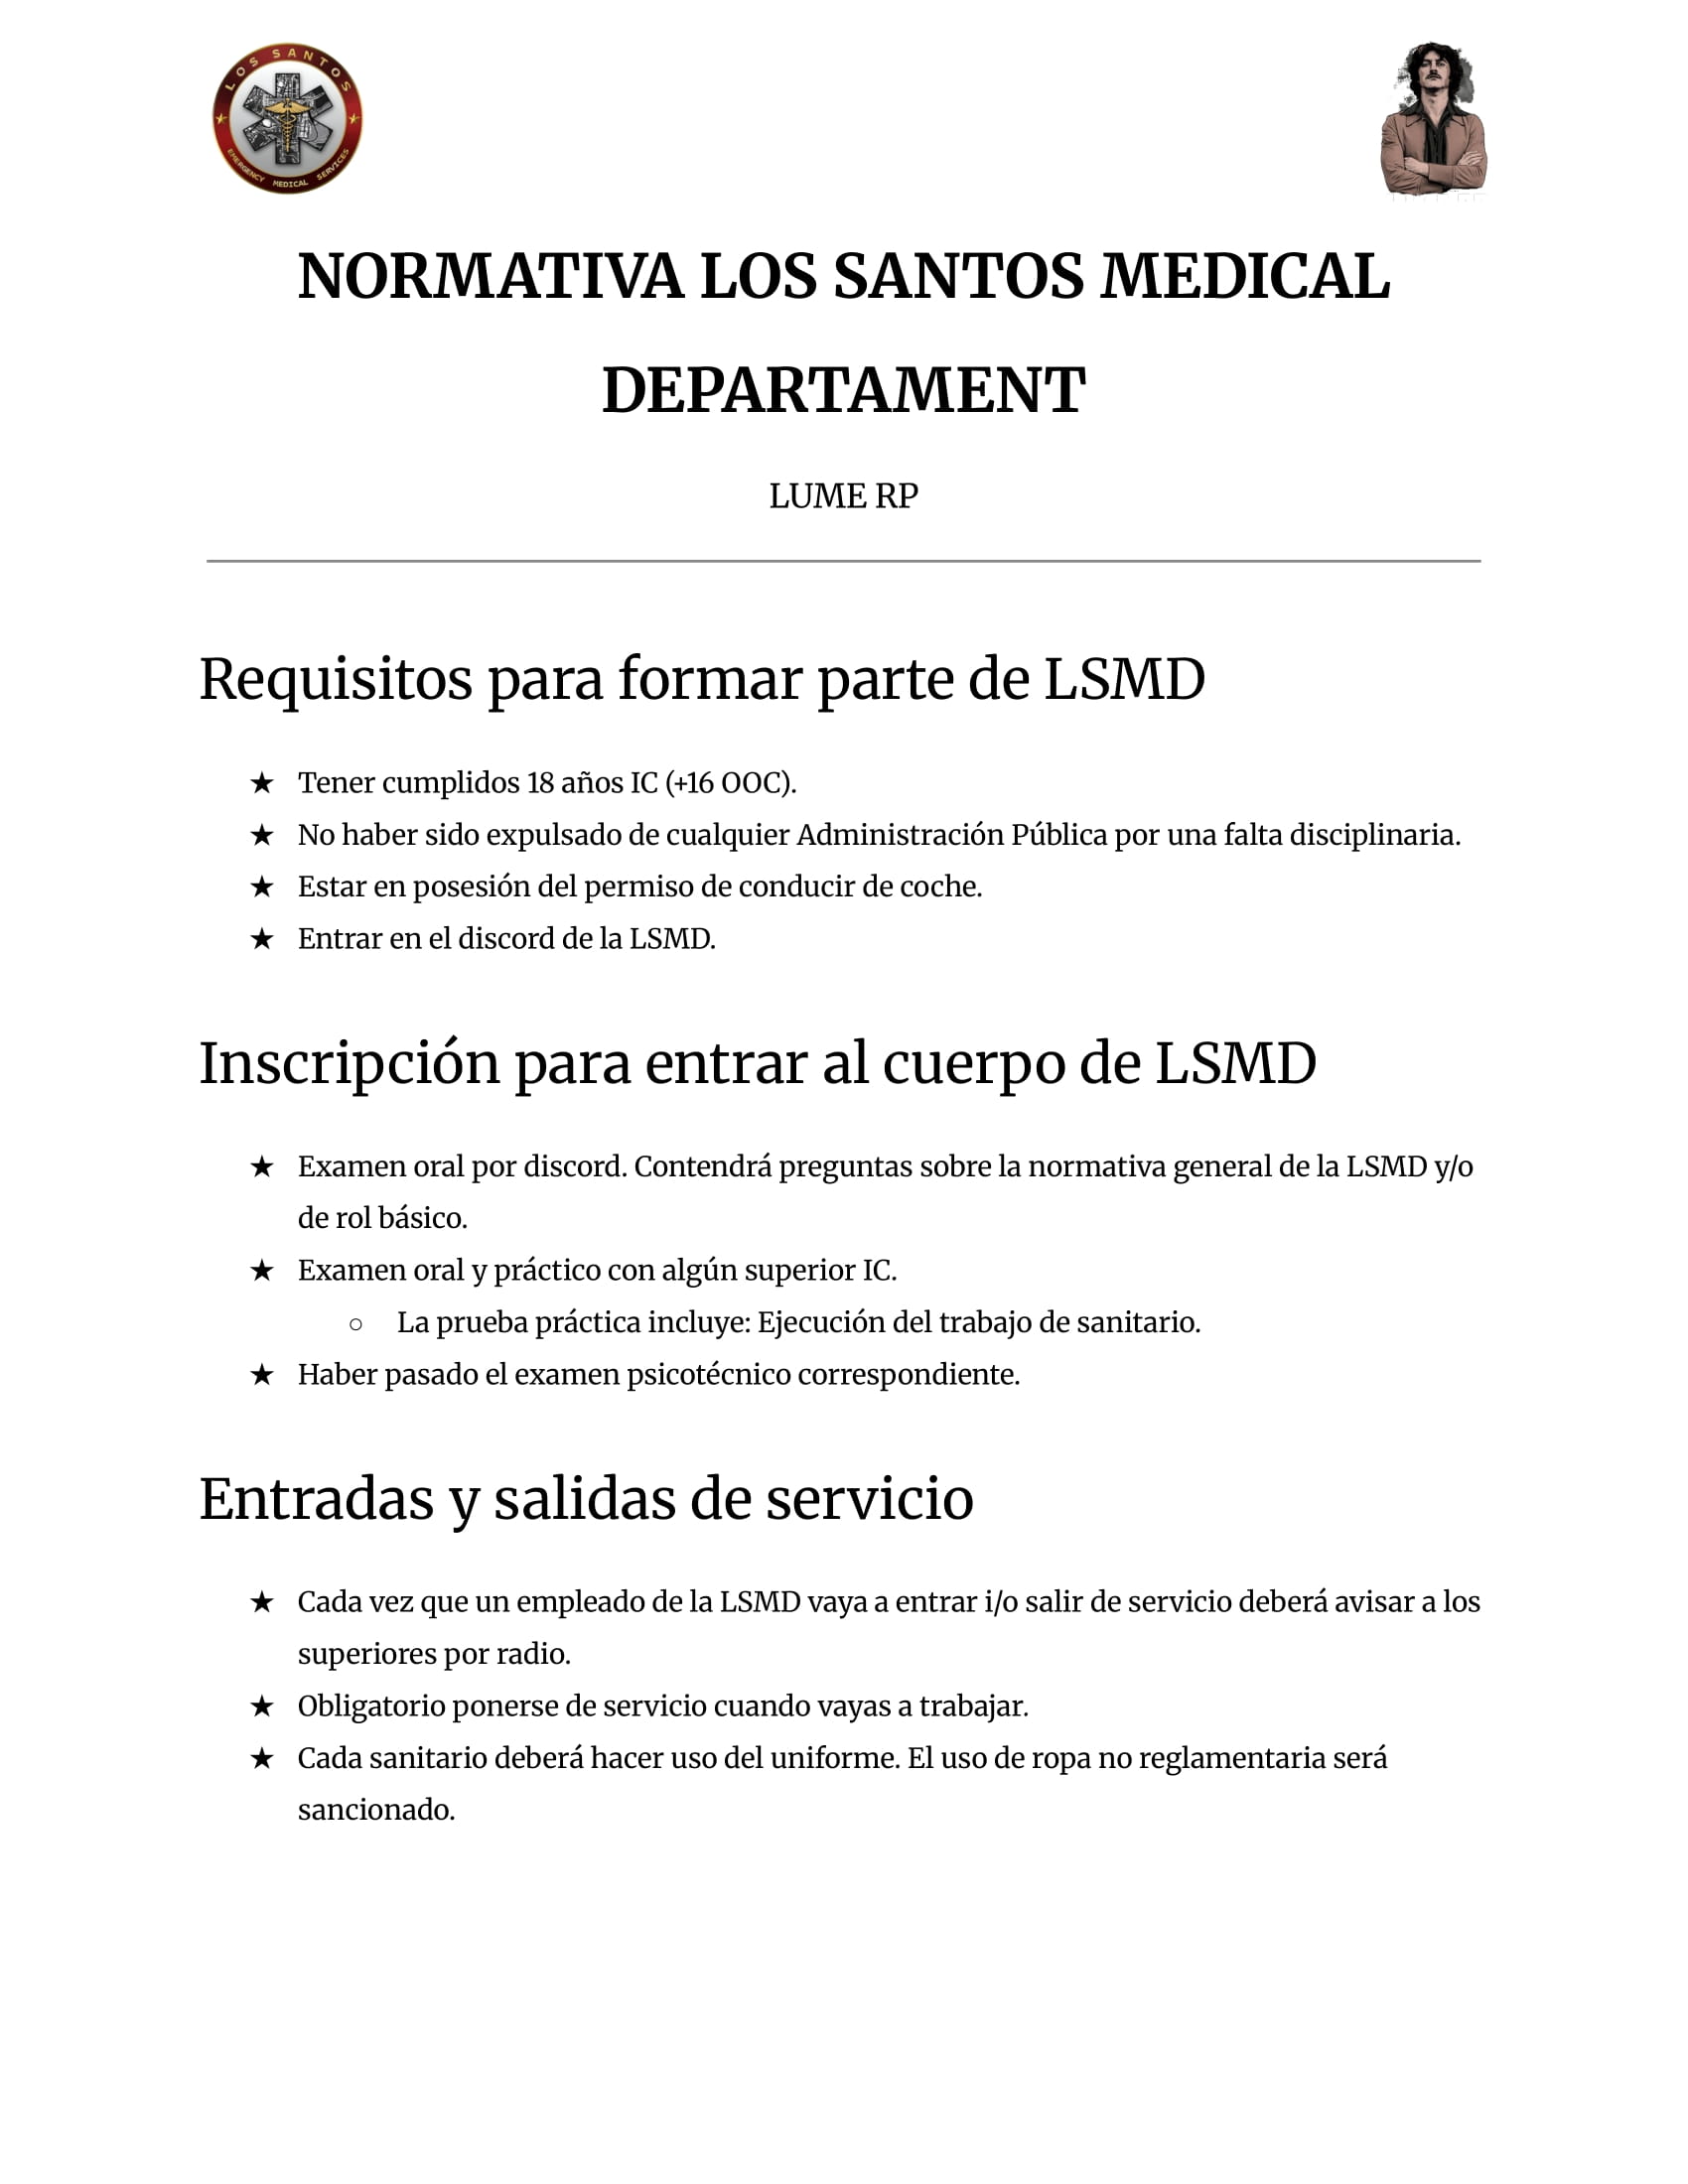 LOS SANTOS
EMERGENCY MEDICAL SERVICES
NORMATIVA LOS SANTOS MEDICAL
DEPARTAMENT
LUME RP
Requisitos para formar parte de LSMD
★ Tener cumplidos 18 años IC (+16 OOC).
★ No haber sido expulsado de cualquier Administración Pública por una falta disciplinaria.
★ Estar en posesión del permiso de conducir de coche.
★ Entrar en el discord de la LSMD.
Inscripción para entrar al cuerpo de LSMD
★ Examen oral por discord. Contendrá preguntas sobre la normativa general de la LSMD y/o
de rol básico.
★ Examen oral y práctico con algún superior IC.
○ La prueba práctica incluye: Ejecución del trabajo de sanitario.
★ Haber pasado el examen psicotécnico correspondiente.
Entradas y salidas de servicio
★ Cada vez que un empleado de la LSMD vaya a entrar i/o salir de servicio deberá avisar a los
superiores por radio.
★ Obligatorio ponerse de servicio cuando vayas a trabajar.
★ Cada sanitario deberá hacer uso del uniforme. El uso de ropa no reglamentaria será
sancionado.